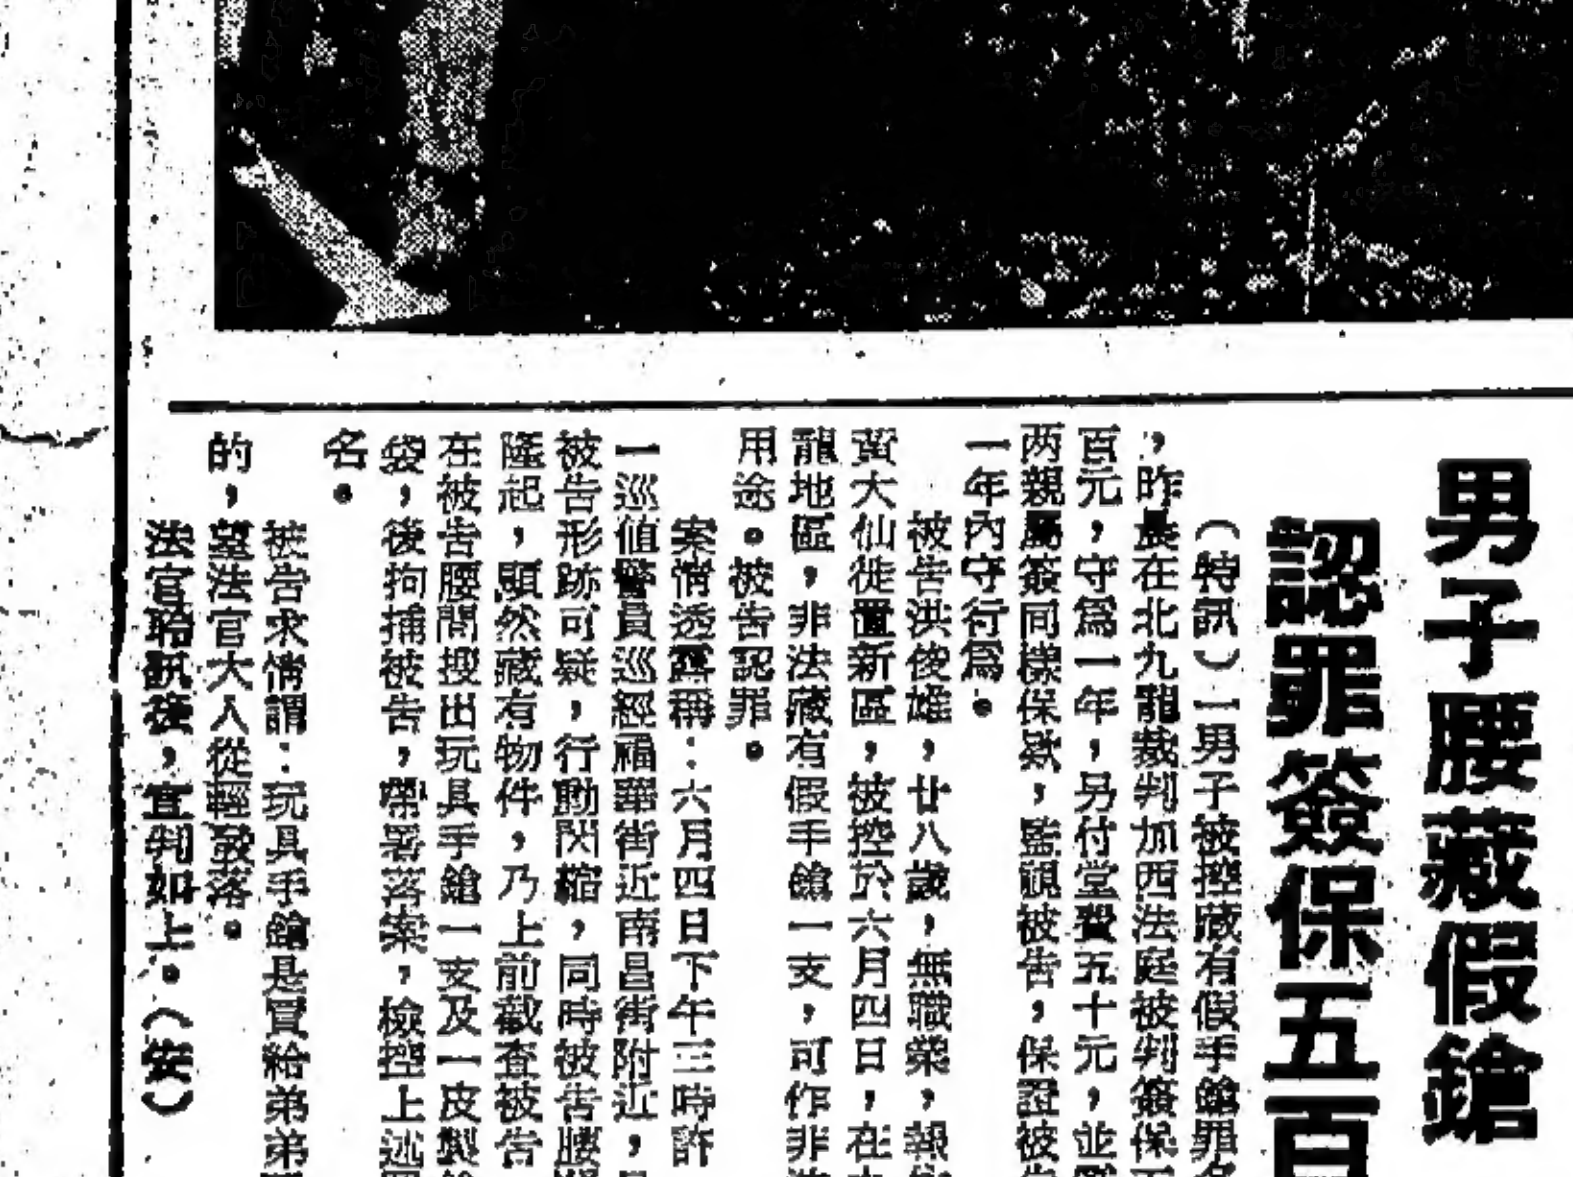 男子腰藏假鎗
認罪簽保五百
（特訊）一男子被控藏有假手鎗罪名
，昨晨在北九龍裁判加西法庭被判簽保五
百元，守為一年，另付堂費五十元，並
两親屬簽同樣保欵，監視被告，保證被告
一年內守行為。
被告洪俊雄，廿八歲，無職業，報
黃大仙徙置新區，被控於六月四日，在
龍地區，非法藏有假手鎗一支，可作非法
用途。被告認罪。
案情透露稱：六月四日下午三時許
一巡值警員巡經福華街近南昌街附近，
被告形跡可疑，行動閃縮，同時被告腰
隆起，顯然藏有物件，乃上前截查被告
在被告腰間搜出玩具手鎗一支及一皮製
袋，後拘捕被告，帶署落案，檢控上述
名。
被告求情謂：玩具手鎗是買給弟弟
的，望法官大人從輕發落。
法官聆訊後，宣判如上。（安）